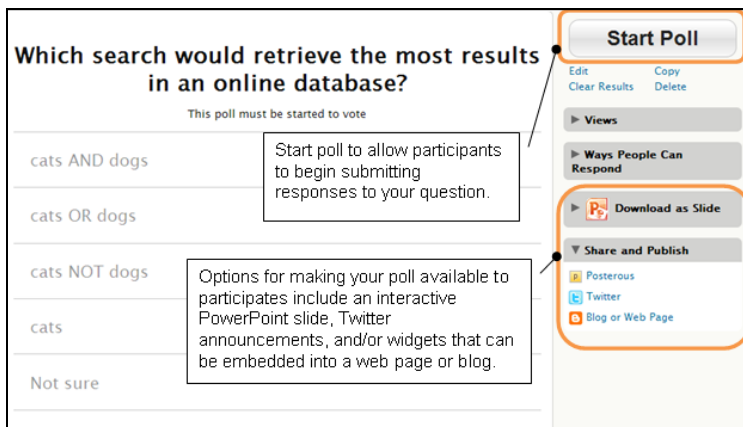 Which search would retrieve the most results
in an online database?
This poll must be started to vote
cats AND dogs
cats OR dogs
cats NOT dogs
cats
Not sure
Start poll to allow participants
to begin submitting
responses to your question.
Options for making your poll available to
participates include an interactive
PowerPoint slide, Twitter
announcements, and/or widgets that can
be embedded into a web page or blog.
Start Poll
Edit Copy
Clear Results Delete
Views
Ways People Can
Respond
Download as Slide
Share and Publish
Posterous
Twitter
Blog or Web Page